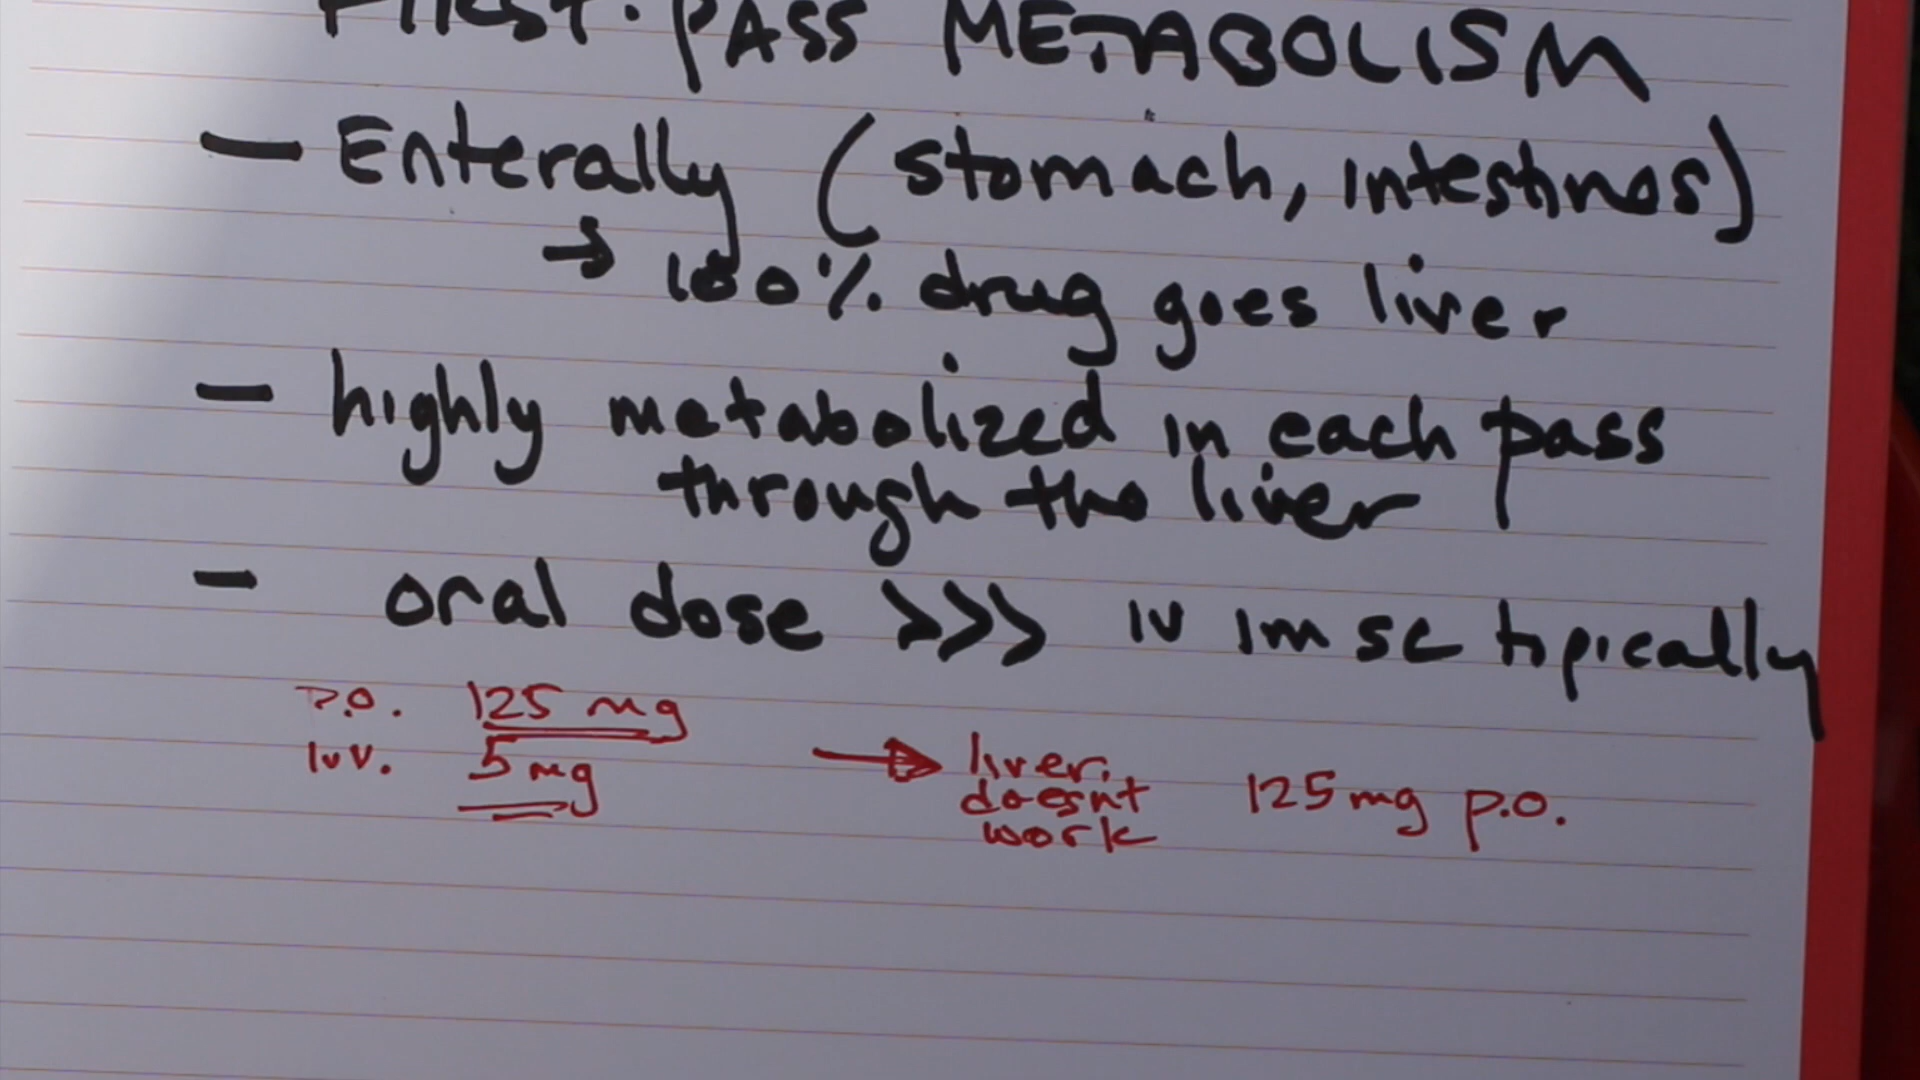 FIRST-PASS METABOLISM
— Enterally (stomach, intestines)
→ 100% drug goes liver
— highly metabolized in each pass
through the liver
— oral dose >>> IV IM SC typically
P.O. 125 mg
I.V. 5 mg
→ liver doesnt work 125 mg p.o.